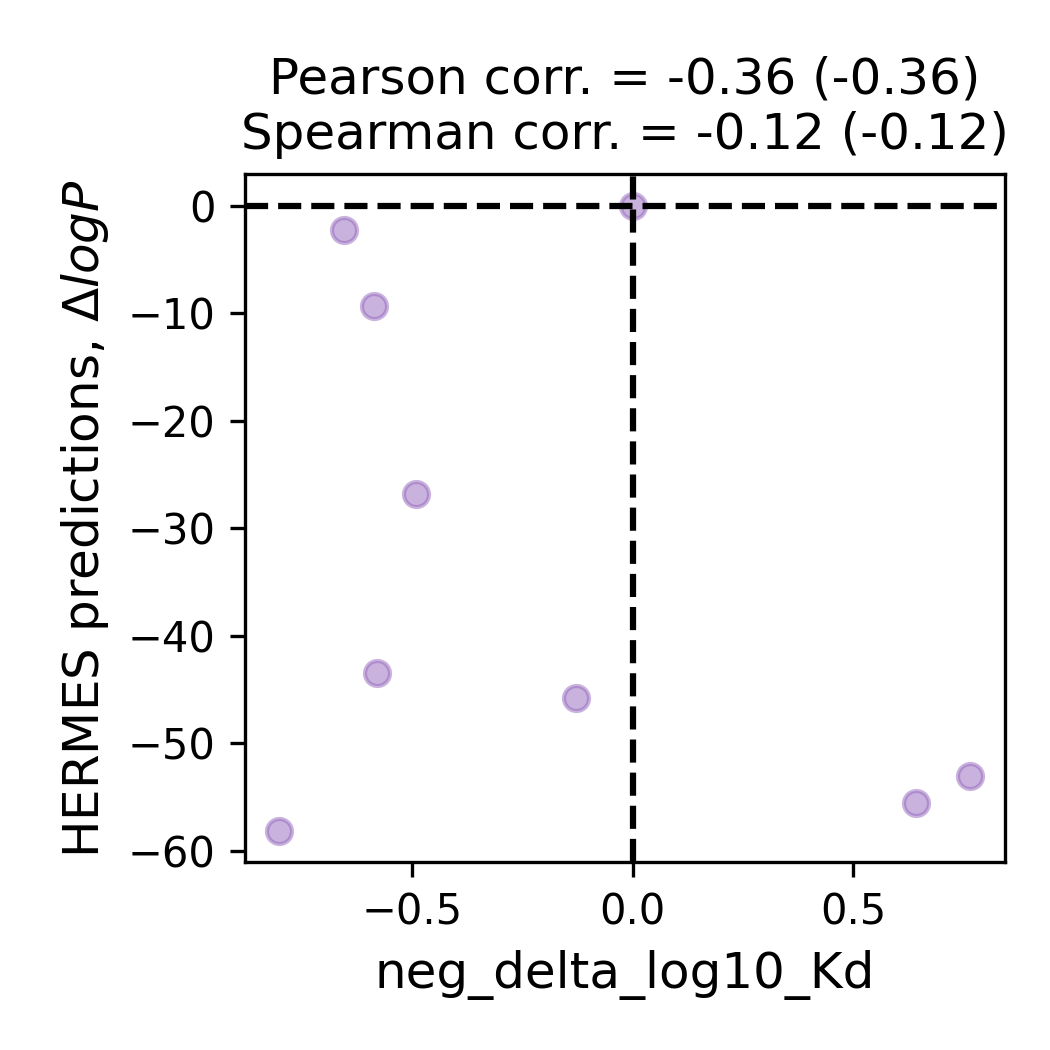 Pearson corr. = -0.36 (-0.36)
Spearman corr. = -0.12 (-0.12)
HERMES predictions, ΔlogP
0
−10
−20
−30
−40
−50
−60
−0.5
0.0
0.5
neg_delta_log10_Kd